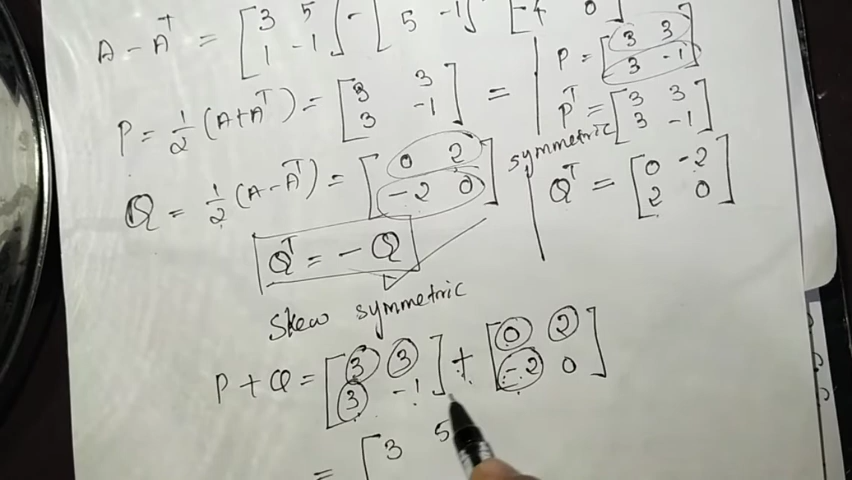 A - Aᵀ = [3 5; 1 -1] - [ ; 5 -1] [ ; -4 0]
P = 1/2 (A+Aᵀ) = [3 3; 3 -1] =
Q = 1/2 (A-Aᵀ) = [0 2; -2 0]
Qᵀ = -Q
Skew symmetric
P = [3 3; 3 -1]
Pᵀ = [3 3; 3 -1]
symmetric
Qᵀ = [0 -2; 2 0]
P + Q = [3 3; 3 -1] + [0 2; -2 0]
= [3 5